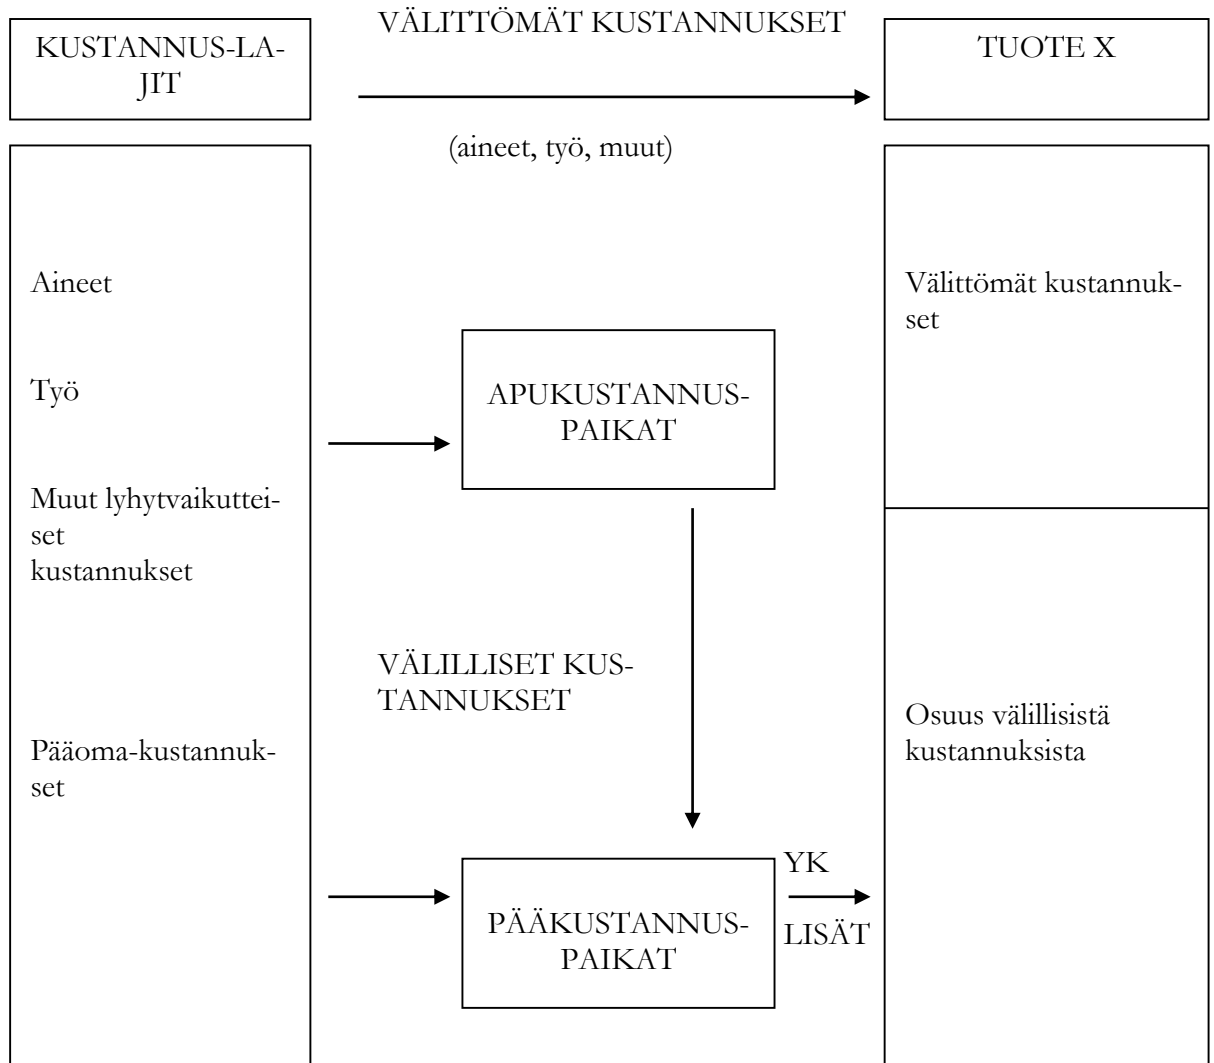 VÄLITTÖMÄT KUSTANNUKSET
KUSTANNUS-LA-
JIT
TUOTE X
(aineet, työ, muut)
Aineet
Työ
Muut lyhytvaikuttei-
set
kustannukset
Pääoma-kustannuk-
set
APUKUSTANNUS-
PAIKAT
VÄLILLISET KUS-
TANNUKSET
PÄÄKUSTANNUS-
PAIKAT
YK
LISÄT
Välittömät kustannuk-
set
Osuus välillisistä
kustannuksista